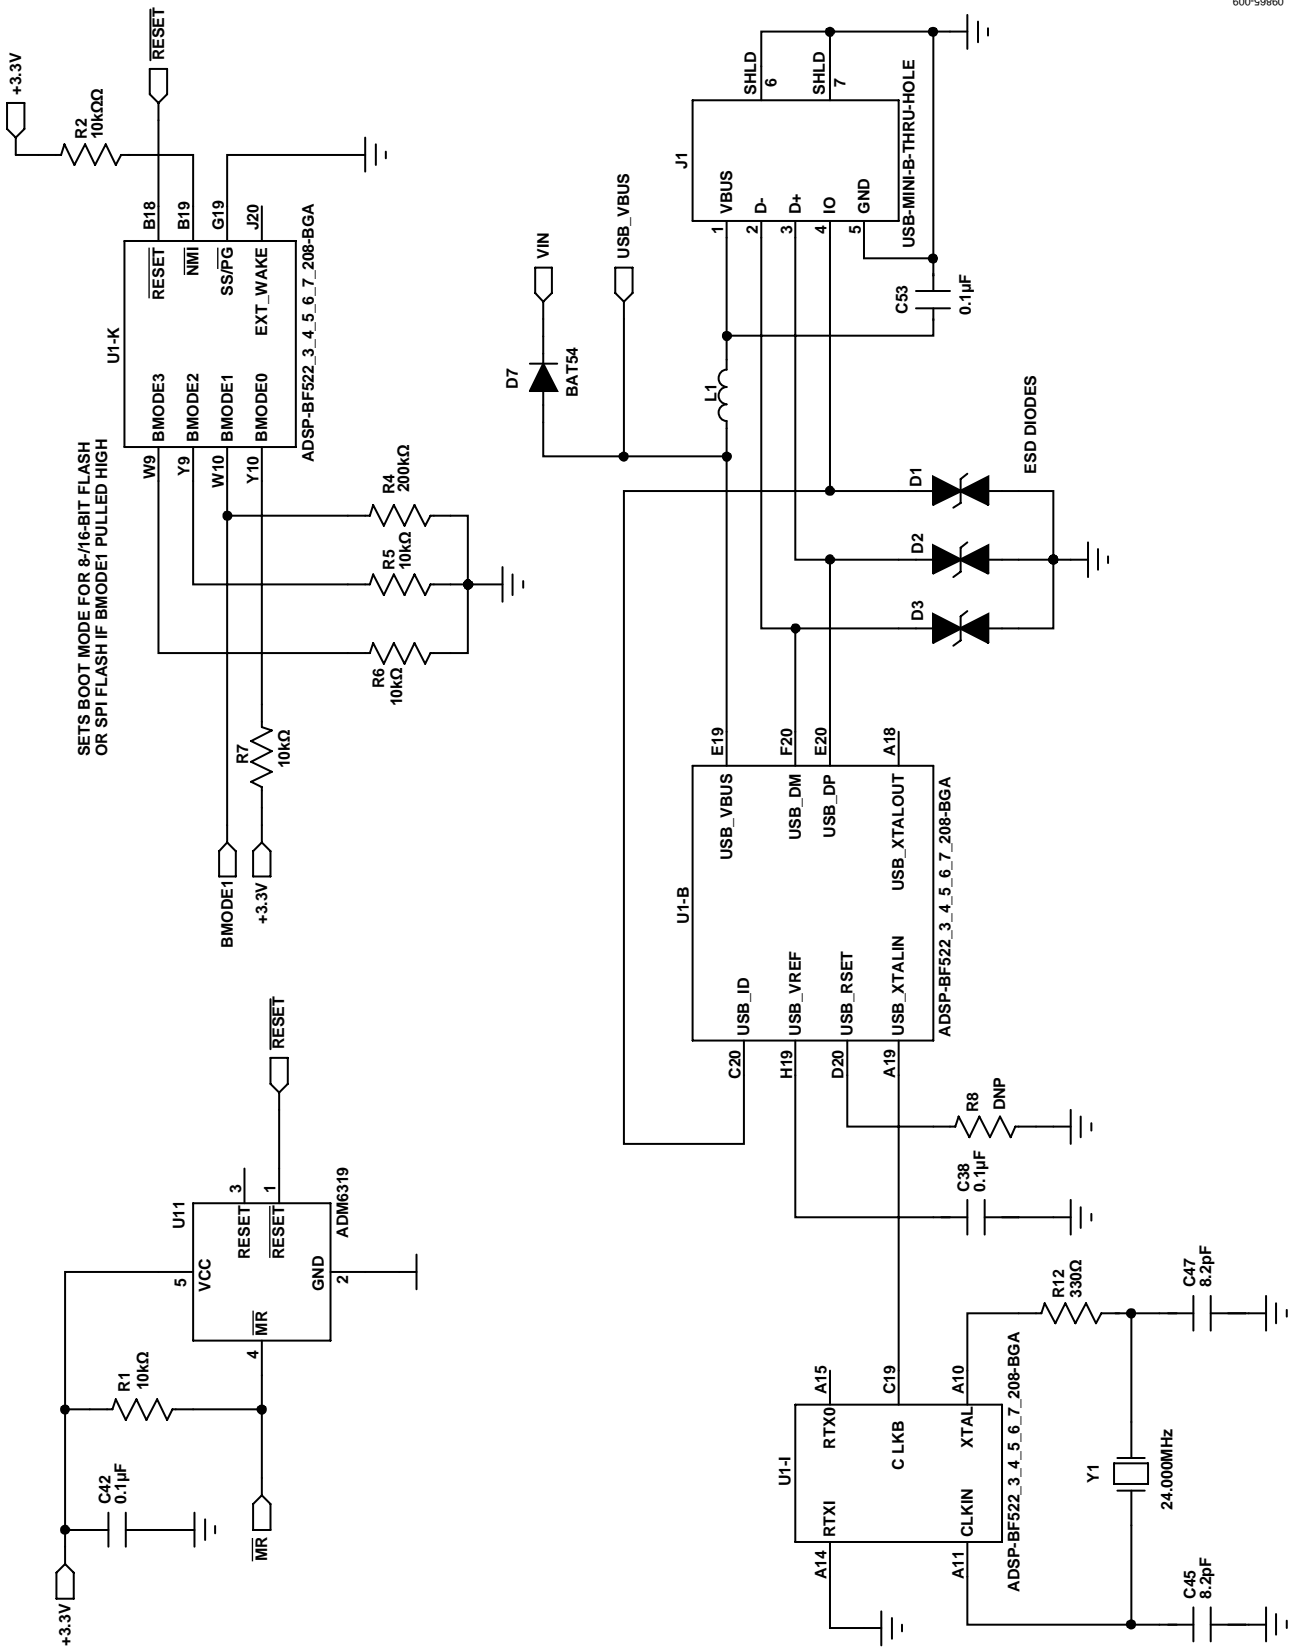 +3.3V
C42
0.1µF
R1
10kΩ
MR
4
MR
5
VCC
U11
RESET
3
RESET
1
GND
2
ADM6319
RESET
SETS BOOT MODE FOR 8-/16-BIT FLASH
OR SPI FLASH IF BMODE1 PULLED HIGH
BMODE1
+3.3V
R7
10kΩ
R6
10kΩ
R5
10kΩ
R4
200kΩ
W9
Y9
W10
Y10
U1-K
BMODE3
BMODE2
BMODE1
BMODE0
RESET
NMI
SS/PG
EXT_WAKE
B18
B19
G19
J20
ADSP-BF522_3_4_5_6_7_208-BGA
R2
10kΩΩ
+3.3V
RESET
U1-I
A14
RTXI
RTX0
A15
C LKB
C19
A11
CLKIN
XTAL
A10
ADSP-BF522_3_4_5_6_7_208-BGA
Y1
24.000MHz
C45
8.2pF
R12
330Ω
C47
8.2pF
C38
0.1µF
R8
DNP
U1-B
C20
USB_ID
H19
USB_VREF
D20
USB_RSET
A19
USB_XTALIN
USB_VBUS
E19
USB_DM
F20
USB_DP
E20
USB_XTALOUT
A18
ADSP-BF522_3_4_5_6_7_208-BGA
D3
D2
D1
ESD DIODES
D7
BAT54
VIN
USB_VBUS
L1
C53
0.1µF
J1
1
VBUS
2
D-
3
D+
4
IO
5
GND
SHLD
6
SHLD
7
USB-MINI-B-THRU-HOLE
09865-009